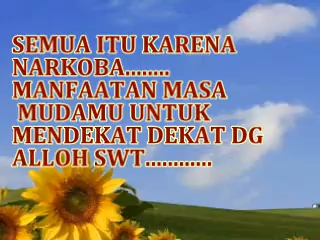 SEMUA ITU KARENA
NARKOBA........
MANFAATAN MASA
MUDAMU UNTUK
MENDEKAT DEKAT DG
ALLOH SWT............